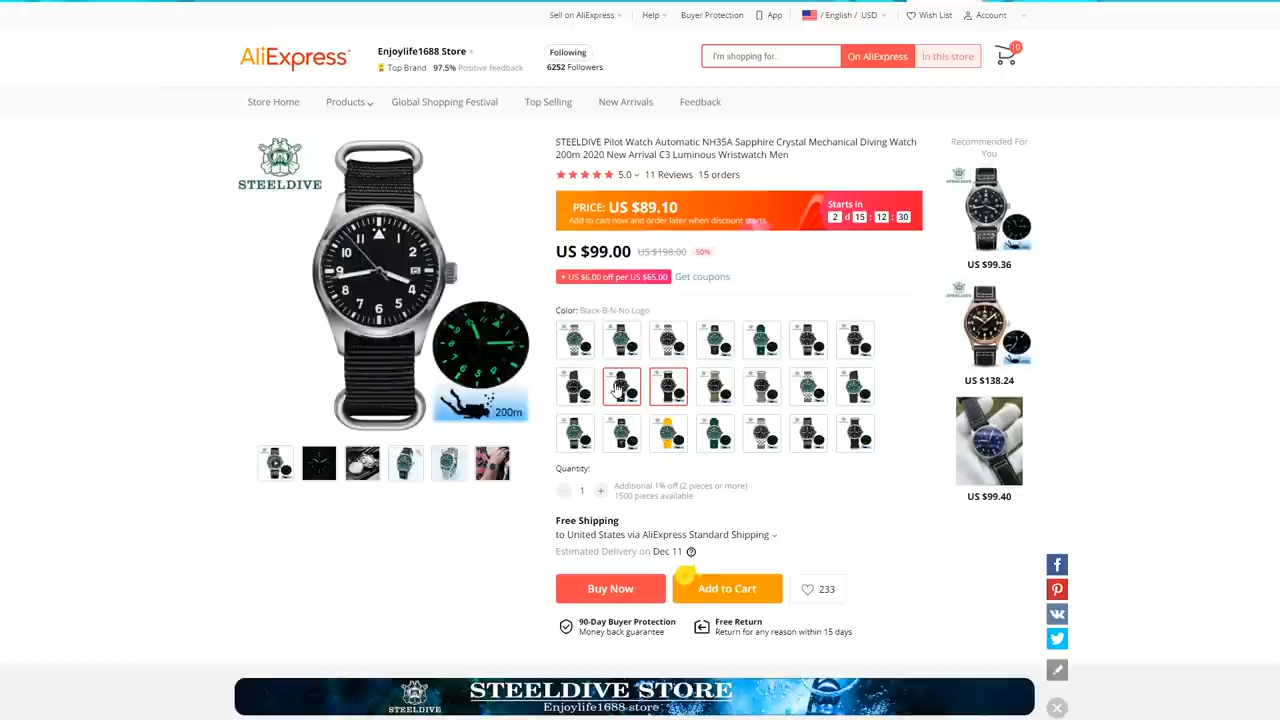 Sell on AliExpress
Help
Buyer Protection
App
/ English / USD
Wish List
Account
AliExpress
Enjoylife1688 Store
Top Brand 97.5% Positive feedback
Following
6252 Followers
I'm shopping for...
On AliExpress
In this store
10
Store Home
Products
Global Shopping Festival
Top Selling
New Arrivals
Feedback
STEELDIVE
200m
STEELDIVE Pilot Watch Automatic NH35A Sapphire Crystal Mechanical Diving Watch
200m 2020 New Arrival C3 Luminous Wristwatch Men
5.0 11 Reviews 15 orders
PRICE: US $89.10
Add to cart now and order later when discount starts
Starts in
2 d 15 : 12 : 30
US $99.00 US $198.00 -50%
+ US $6.00 off per US $65.00 Get coupons
Color: Black-B-N-No Logo
Quantity:
1
Additional 1% off (2 pieces or more)
1500 pieces available
Free Shipping
to United States via AliExpress Standard Shipping
Estimated Delivery on Dec 11
Buy Now
Add to Cart
233
90-Day Buyer Protection
Money back guarantee
Free Return
Return for any reason within 15 days
Recommended For
You
US $99.36
US $138.24
US $99.40
STEELDIVE
STEELDIVE STORE
Enjoylife1688 store